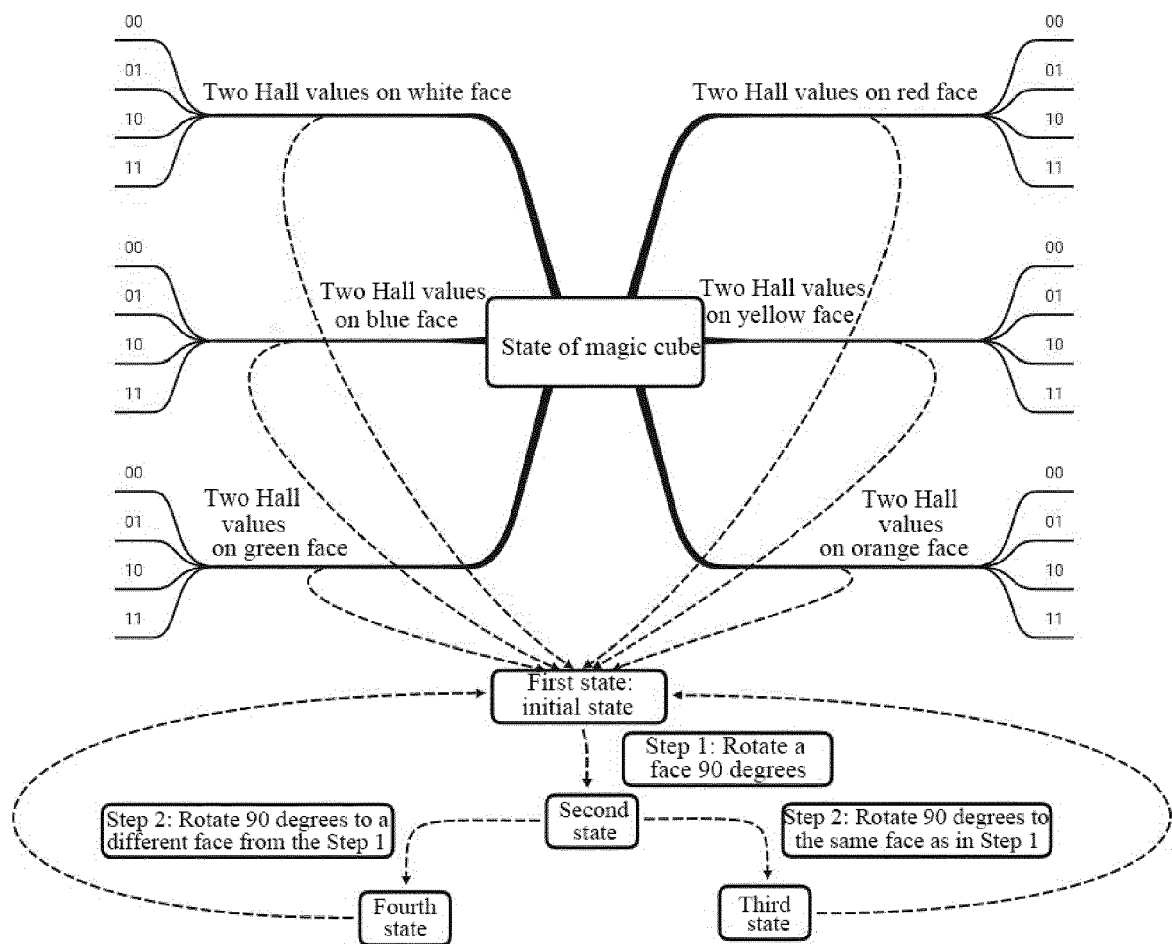 00
01
10
11
Two Hall values on white face
Two Hall values on red face
00
01
10
11
00
01
10
11
Two Hall values
on blue face
State of magic cube
Two Hall values
on yellow face
00
01
10
11
00
01
10
11
Two Hall
values
on green face
Two Hall
values
on orange face
00
01
10
11
First state:
initial state
Step 1: Rotate a
face 90 degrees
Second
state
Step 2: Rotate 90 degrees to a
different face from the Step 1
Step 2: Rotate 90 degrees to
the same face as in Step 1
Fourth
state
Third
state